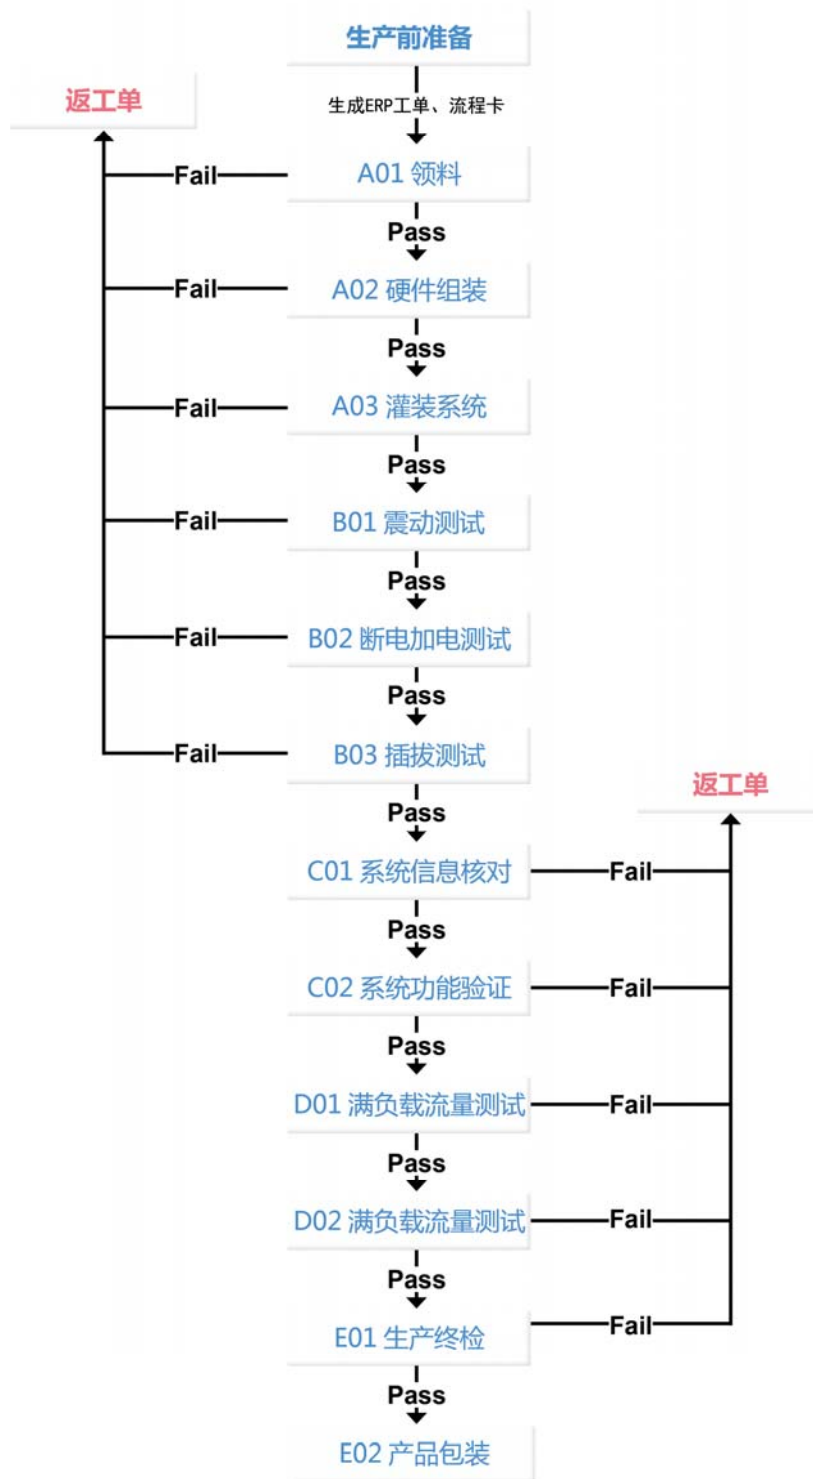 生产前准备
返工单
生成ERP工单、流程卡
Fail
A01 领料
Pass
Fail
A02 硬件组装
Pass
Fail
A03 灌装系统
Pass
Fail
B01 震动测试
Pass
Fail
B02 断电加电测试
Pass
Fail
B03 插拔测试
返工单
Pass
C01 系统信息核对
Fail
Pass
C02 系统功能验证
Fail
Pass
D01 满负载流量测试
Fail
Pass
D02 满负载流量测试
Fail
Pass
E01 生产终检
Fail
Pass
E02 产品包装